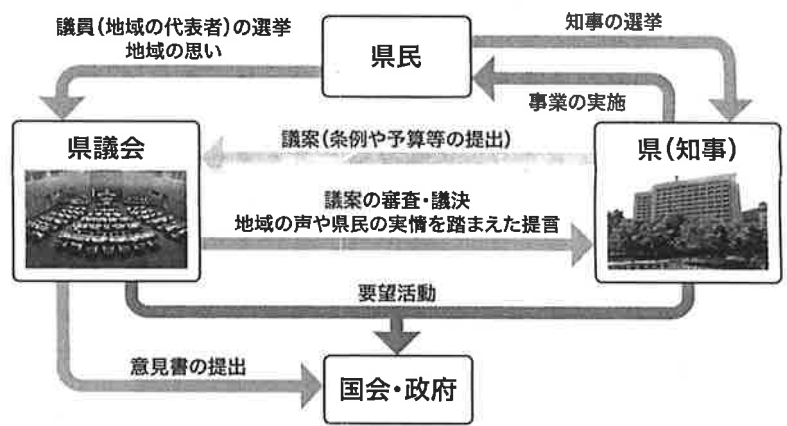 議員(地域の代表者)の選挙
地域の思い
県民
知事の選挙
事業の実施
県議会
議案(条例や予算等の提出)
県(知事)
議案の審査・議決
地域の声や県民の実情を踏まえた提言
要望活動
意見書の提出
国会・政府